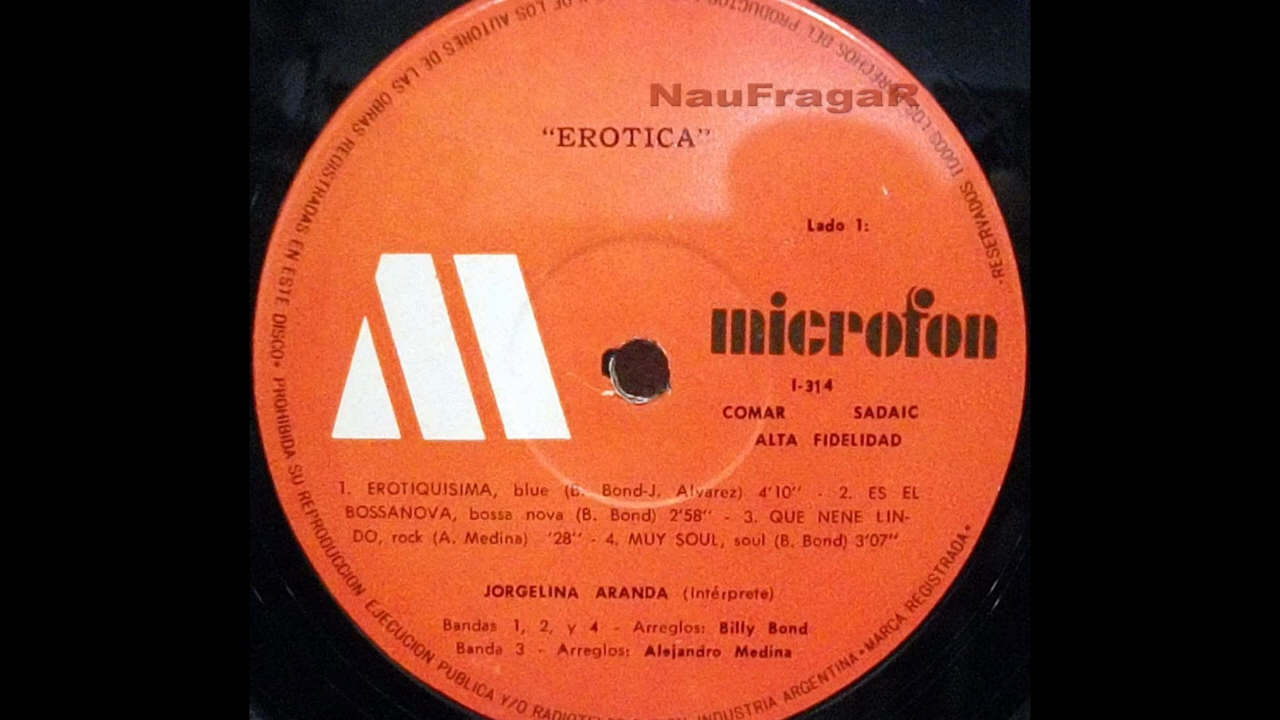 NauFragaR
"EROTICA"
Lado 1:
microfon
I-314
COMAR SADAIC
ALTA FIDELIDAD
1. EROTIQUISIMA, blue (B. Bond-J. Alvarez) 4'10'' - 2. ES EL
BOSSANOVA, bossa nova (B. Bond) 2'58'' - 3. QUE NENE LIN-
DO, rock (A. Medina) '28'' - 4. MUY SOUL, soul (B. Bond) 3'07''
JORGELINA ARANDA (Intérprete)
Bandas 1, 2, y 4 - Arreglos: Billy Bond
Banda 3 - Arreglos: Alejandro Medina
RESERVADOS TODOS LOS DERECHOS DEL PRODUCTOR Y DE LOS AUTORES DE LAS OBRAS REGISTRADAS EN ESTE DISCO • PROHIBIDA SU REPRODUCCION EJECUCION PUBLICA Y/O INDUSTRIA ARGENTINA • MARCA REGISTRADA •